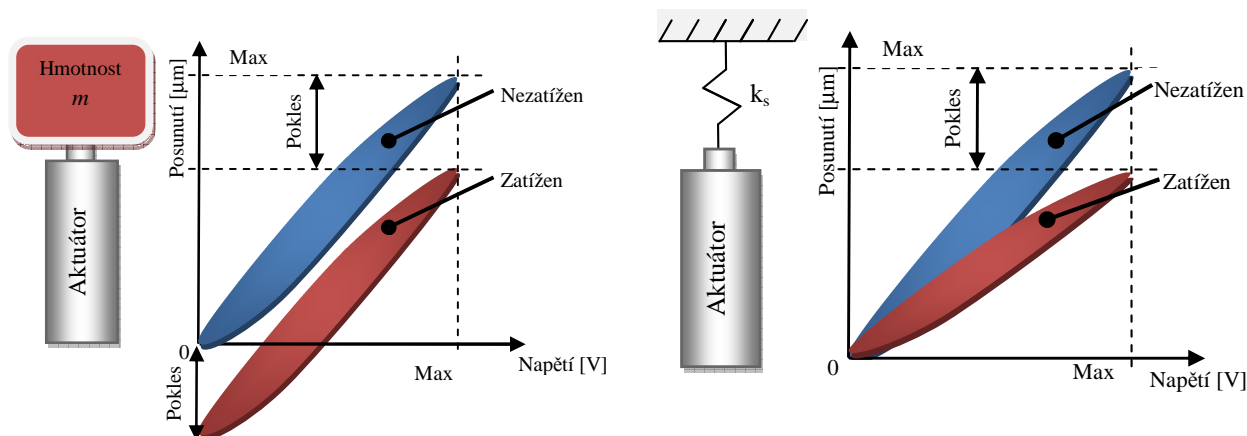 Hmotnost
m
Aktuátor
Posunutí [μm]
Max
Pokles
Nezatížen
Zatížen
0
Pokles
Max
Napětí [V]
k_s
Aktuátor
Posunutí [μm]
Max
Pokles
Nezatížen
Zatížen
0
Max
Napětí [V]